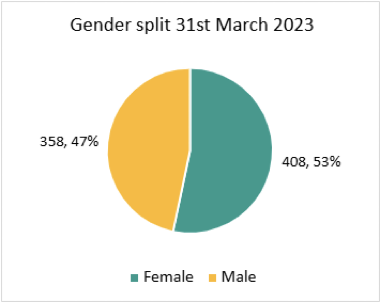 Gender split 31st March 2023
358, 47%
408, 53%
Female Male